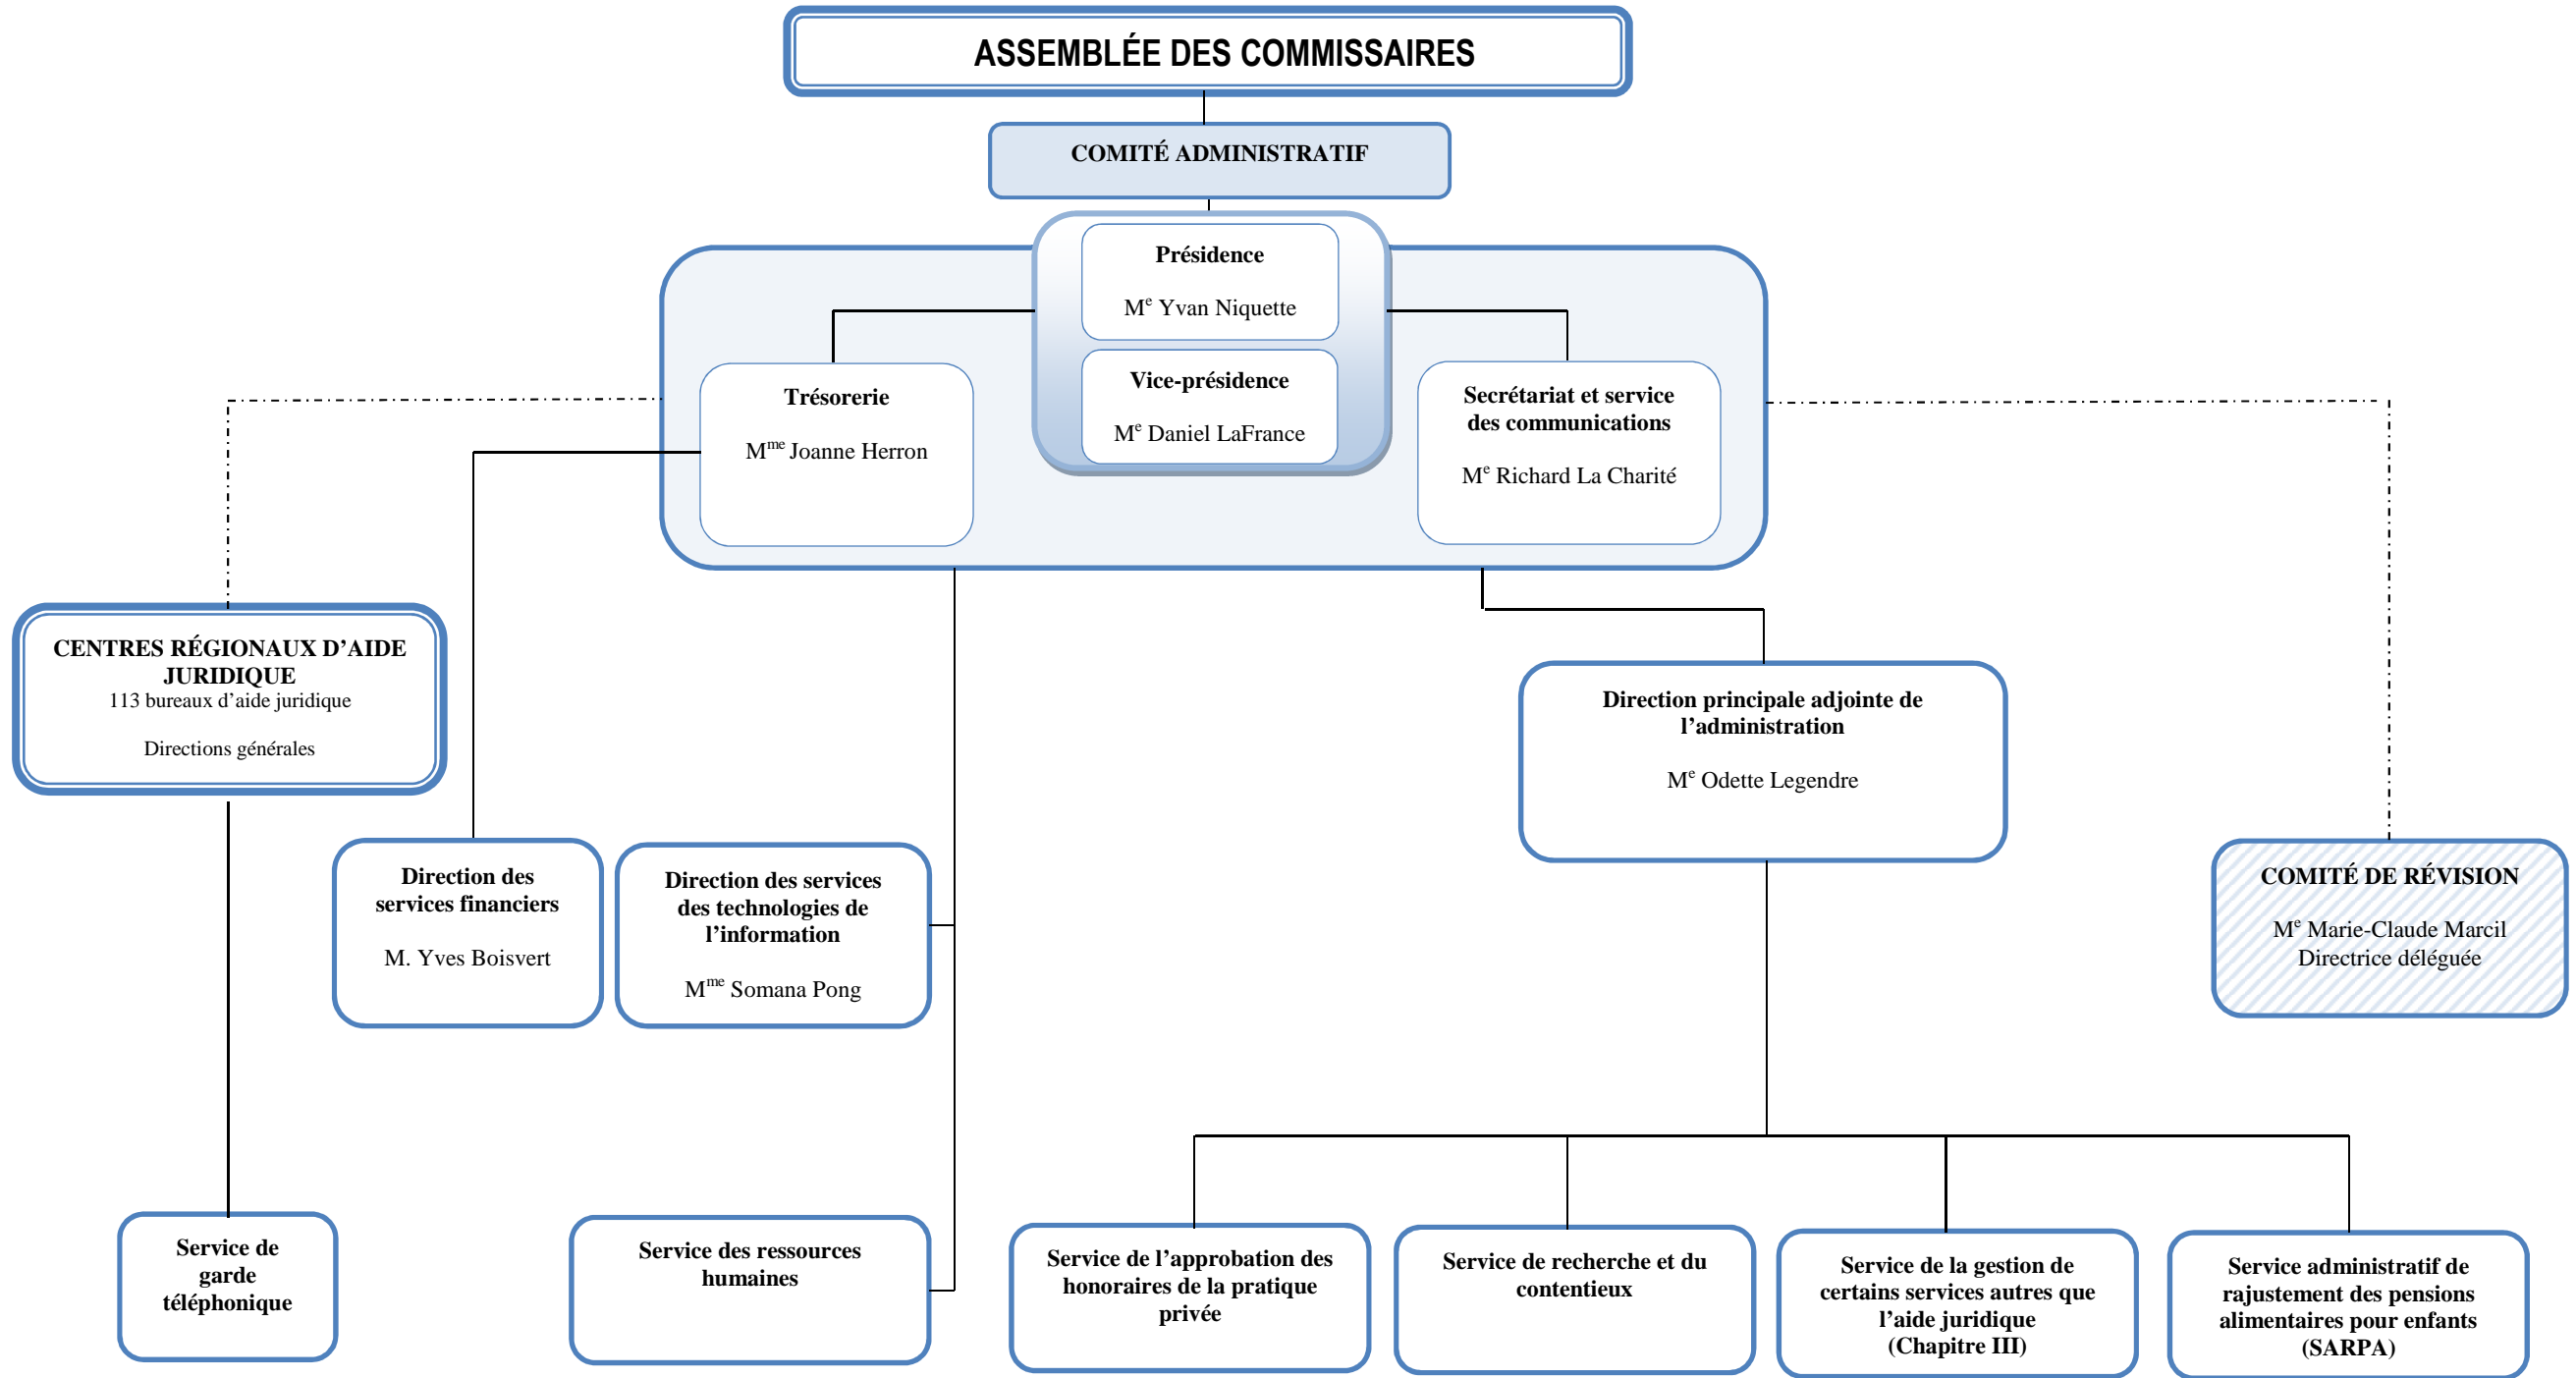 ASSEMBLÉE DES COMMISSAIRES
COMITÉ ADMINISTRATIF
Présidence
Me Yvan Niquette
Vice-présidence
Me Daniel LaFrance
Trésorerie
Mme Joanne Herron
Secrétariat et service
des communications
Me Richard La Charité
CENTRES RÉGIONAUX D’AIDE
JURIDIQUE
113 bureaux d’aide juridique
Directions générales
Direction principale adjointe de
l’administration
Me Odette Legendre
Direction des
services financiers
M. Yves Boisvert
Direction des services
des technologies de
l’information
Mme Somana Pong
COMITÉ DE RÉVISION
Me Marie-Claude Marcil
Directrice déléguée
Service de
garde
téléphonique
Service des ressources
humaines
Service de l’approbation des
honoraires de la pratique
privée
Service de recherche et du
contentieux
Service de la gestion de
certains services autres que
l’aide juridique
(Chapitre III)
Service administratif de
rajustement des pensions
alimentaires pour enfants
(SARPA)